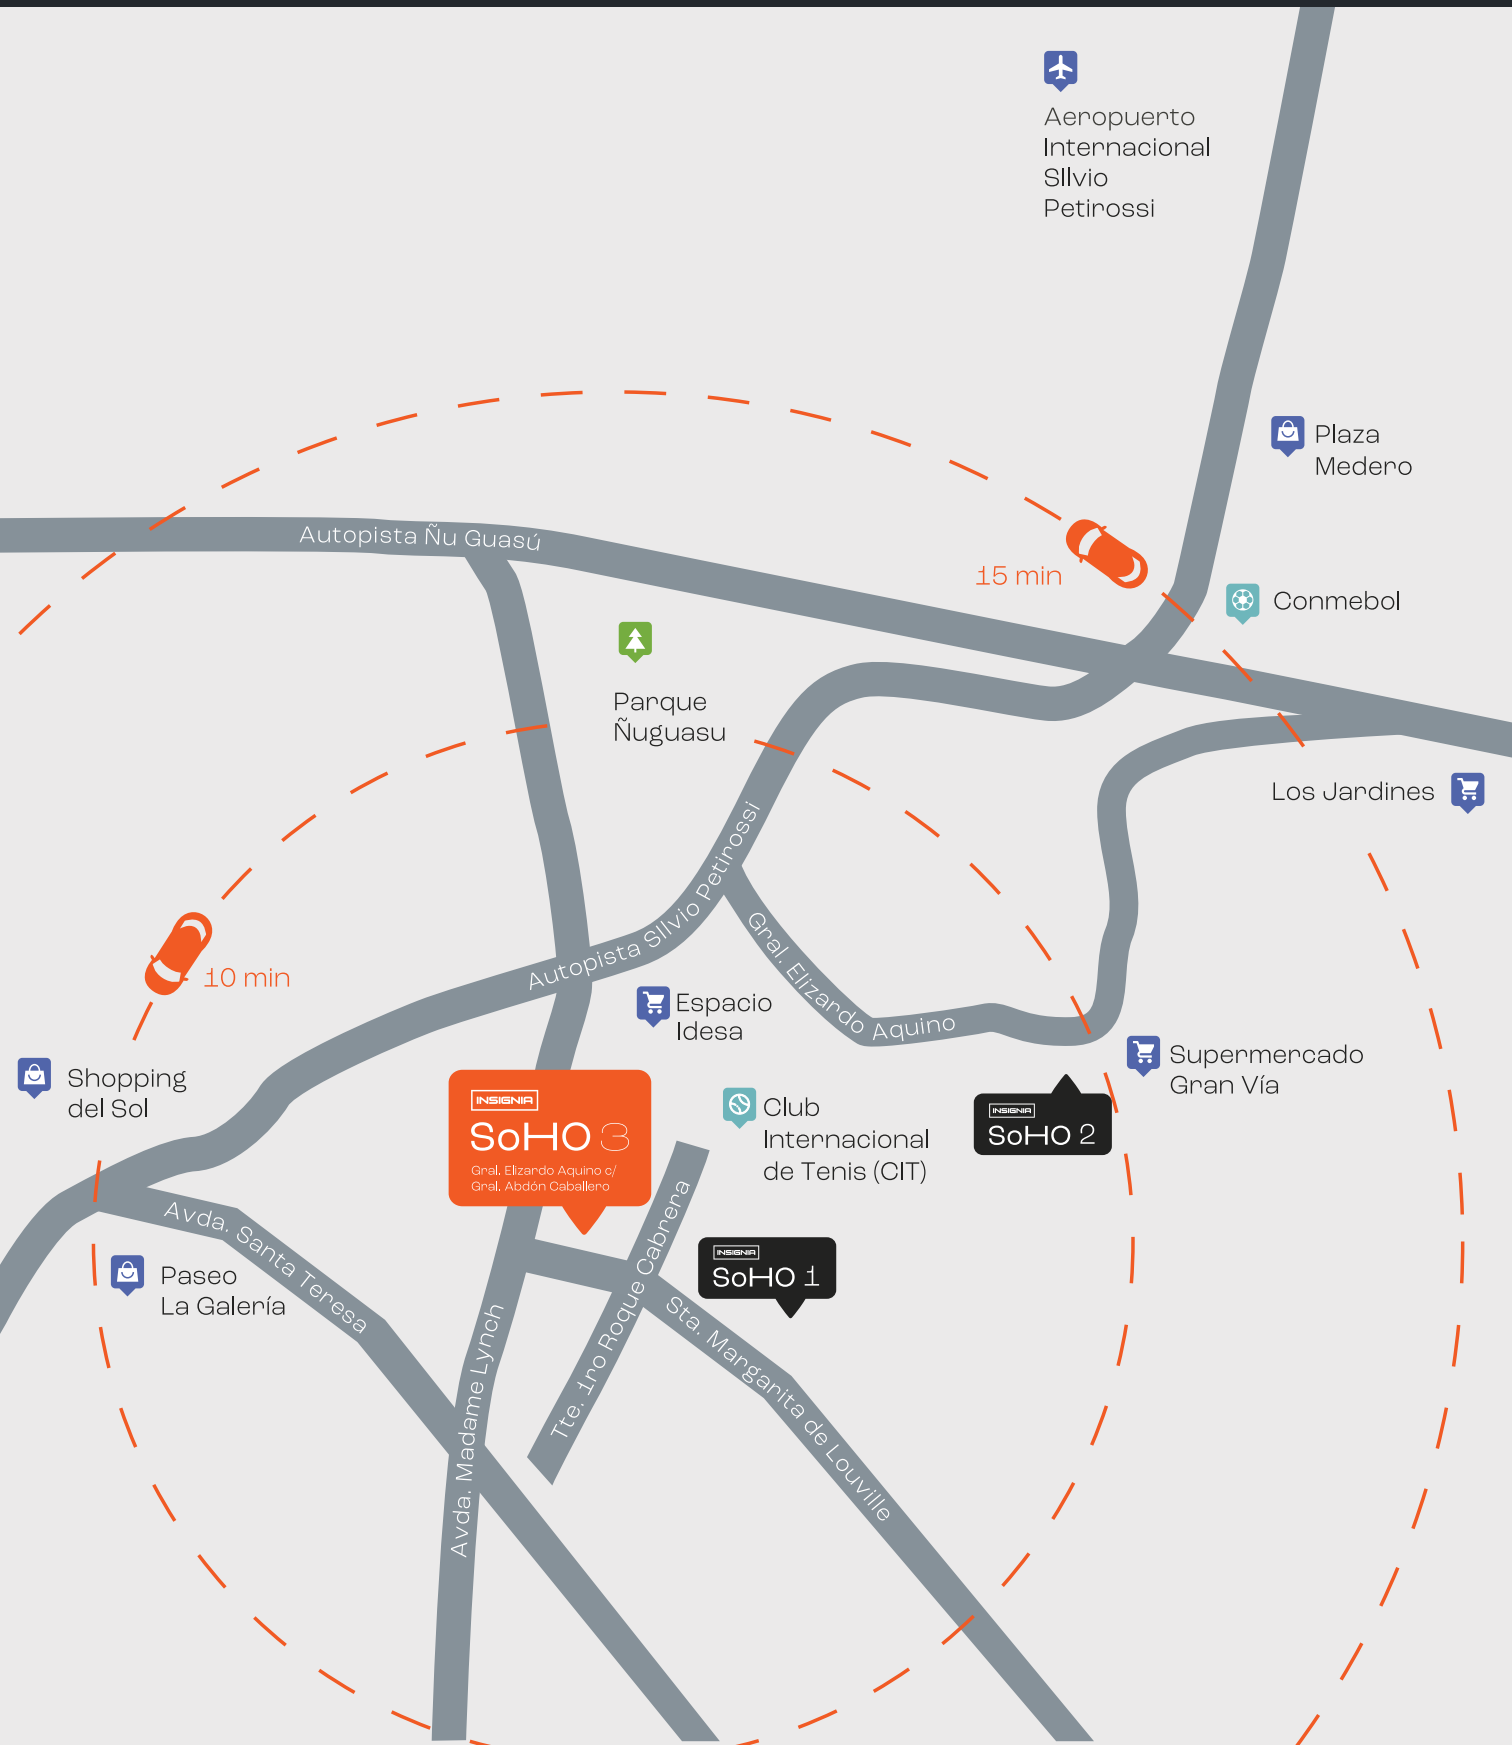 Aeropuerto
Internacional
SIlvio
Petirossi
Plaza
Medero
Autopista Ñu Guasú
15 min
Conmebol
Parque
Ñuguasu
Los Jardines
Autopista SIlvio Petirossi
Gral. Elizardo Aquino
10 min
Espacio
Idesa
Supermercado
Gran Vía
Shopping
del Sol
INSIGNIA
SoHO 3
Gral. Elizardo Aquino c/
Gral. Abdón Caballero
Club
Internacional
de Tenis (CIT)
INSIGNIA
SoHO 2
Avda. Santa Teresa
Tte. 1ro Roque Cabrera
INSIGNIA
SoHO 1
Paseo
La Galería
Avda. Madame Lynch
Sta. Margarita de Louville